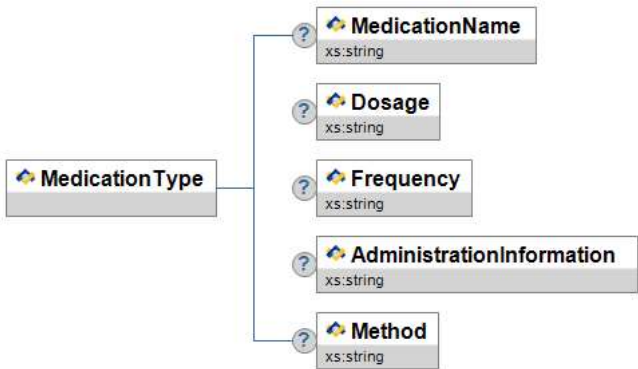 MedicationType
?
MedicationName
xs:string
?
Dosage
xs:string
?
Frequency
xs:string
?
AdministrationInformation
xs:string
?
Method
xs:string